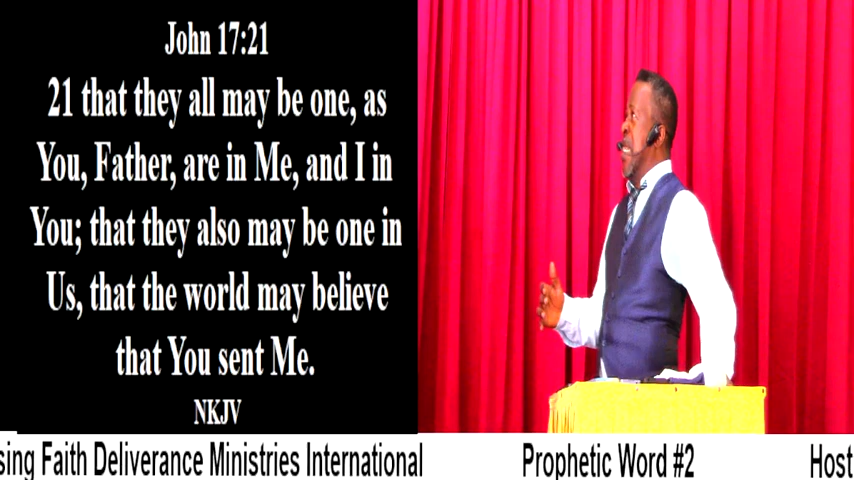 John 17:21
21 that they all may be one, as
You, Father, are in Me, and I in
You; that they also may be one in
Us, that the world may believe
that You sent Me.
NKJV
sing Faith Deliverance Ministries International Prophetic Word #2 Host